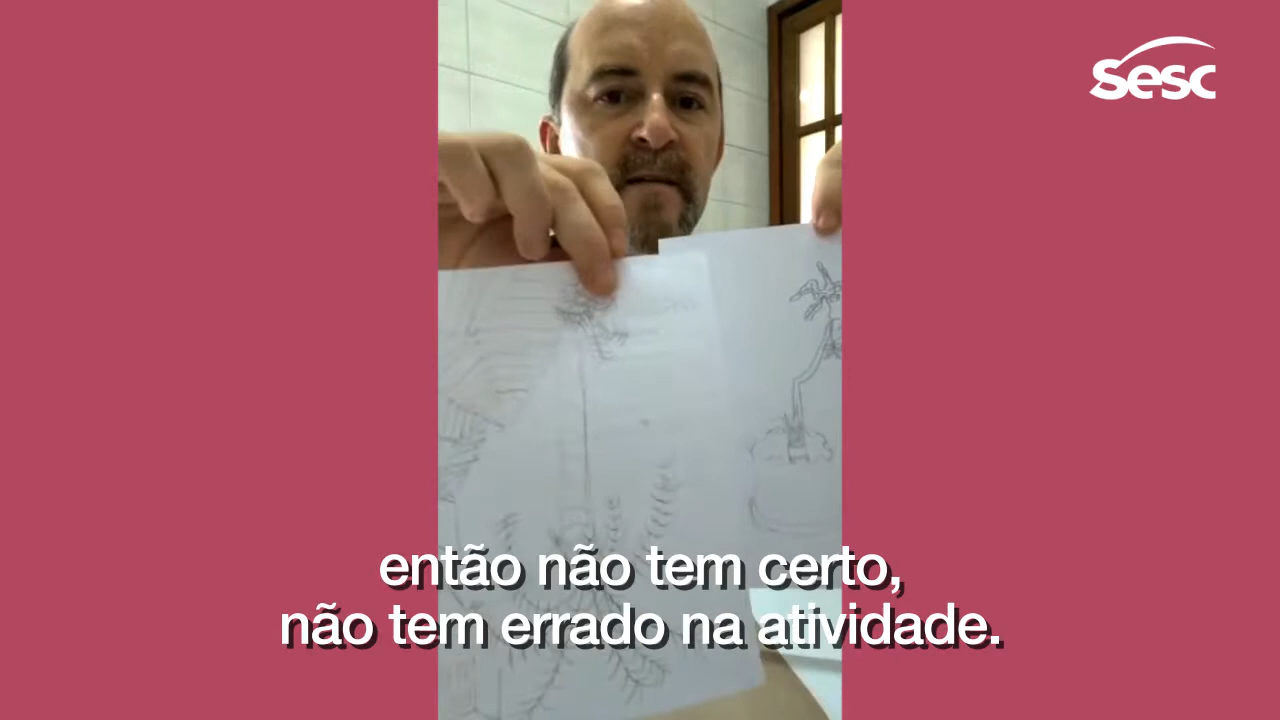 Sesc
então não tem certo,
não tem errado na atividade.